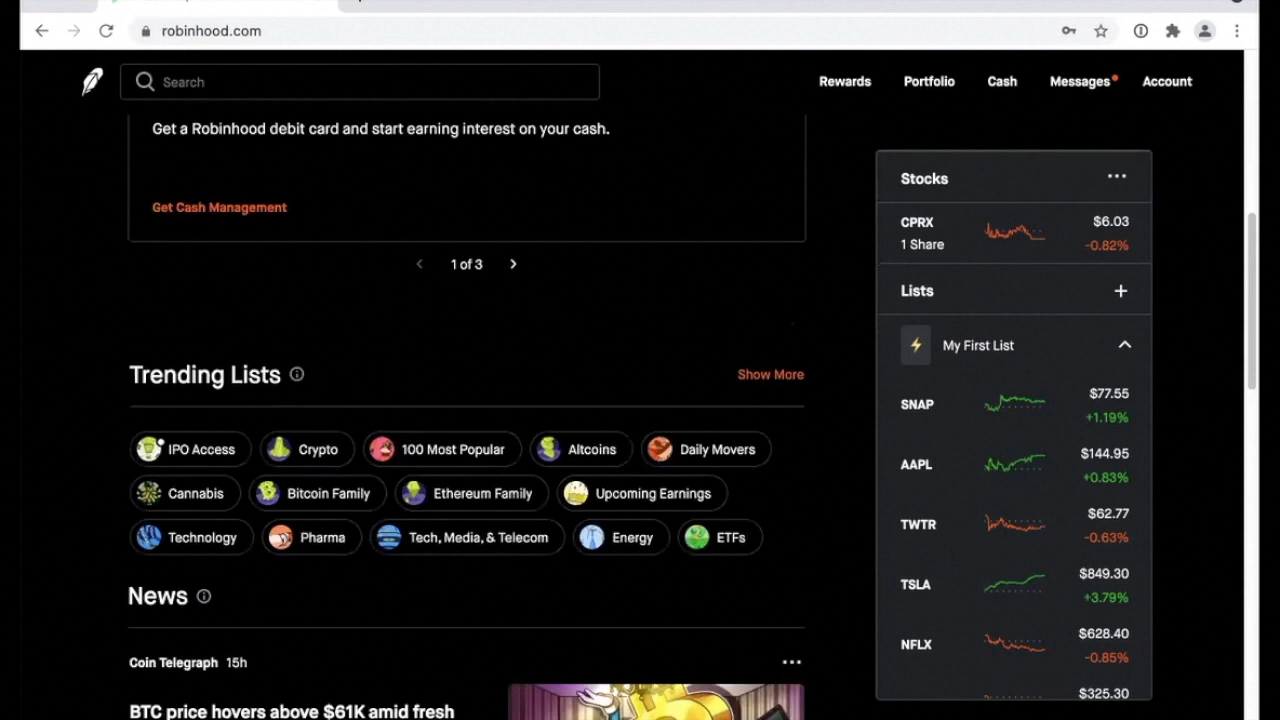 robinhood.com
Search
Rewards
Portfolio
Cash
Messages
Account
Get a Robinhood debit card and start earning interest on your cash.
Get Cash Management
1 of 3
Trending Lists
Show More
IPO Access
Crypto
100 Most Popular
Altcoins
Daily Movers
Cannabis
Bitcoin Family
Ethereum Family
Upcoming Earnings
Technology
Pharma
Tech, Media, & Telecom
Energy
ETFs
News
Coin Telegraph 15h
BTC price hovers above $61K amid fresh
Stocks
CPRX
$6.03
1 Share
-0.82%
Lists
My First List
SNAP
$77.55
+1.19%
AAPL
$144.95
+0.83%
TWTR
$62.77
-0.63%
TSLA
$849.30
+3.79%
NFLX
$628.40
-0.85%
$325.30